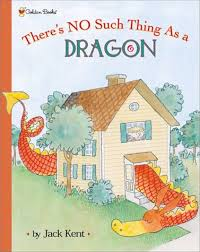 Golden Books®
There's NO Such Thing As a
DRAGON
by Jack Kent